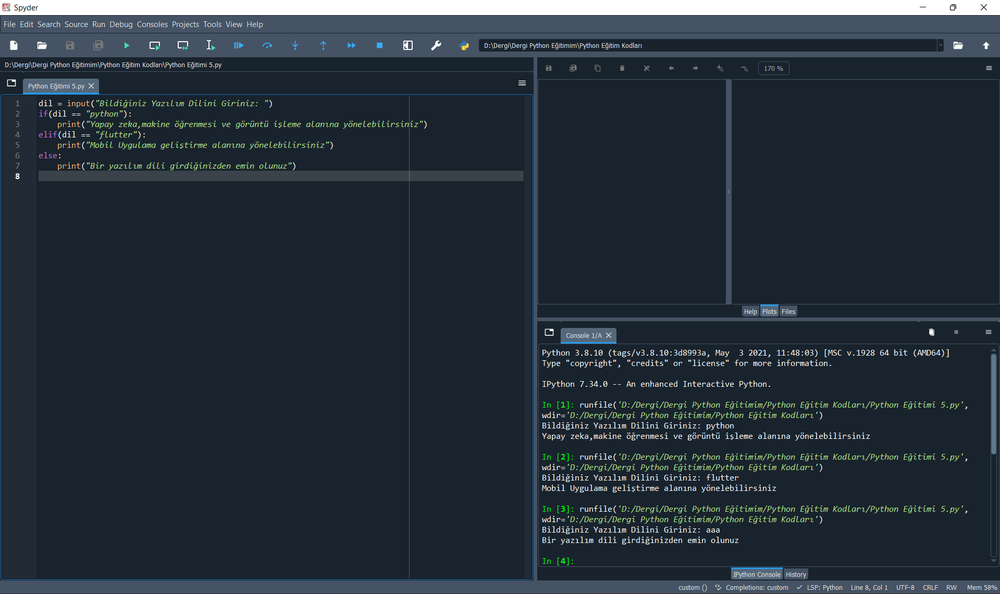 Spyder
File Edit Search Source Run Debug Consoles Projects Tools View Help
D:\Dergi\Dergi Python Eğitimim\Python Eğitim Kodları
D:\Dergi\Dergi Python Eğitimim\Python Eğitim Kodları\Python Eğitimi 5.py
Python Eğitimi 5.py
1 dil = input("Bildiğiniz Yazılım Dilini Giriniz: ")
2 if(dil == "python"):
3     print("Yapay zeka,makine öğrenmesi ve görüntü işleme alanına yönelebilirsiniz")
4 elif(dil == "flutter"):
5     print("Mobil Uygulama geliştirme alanına yönelebilirsiniz")
6 else:
7     print("Bir yazılım dili girdiğinizden emin olunuz")
8
170 %
Help Plots Files
Console 1/A
Python 3.8.10 (tags/v3.8.10:3d8993a, May  3 2021, 11:48:03) [MSC v.1928 64 bit (AMD64)]
Type "copyright", "credits" or "license" for more information.
IPython 7.34.0 -- An enhanced Interactive Python.
In [1]: runfile('D:/Dergi/Dergi Python Eğitimim/Python Eğitim Kodları/Python Eğitimi 5.py',
wdir='D:/Dergi/Dergi Python Eğitimim/Python Eğitim Kodları')
Bildiğiniz Yazılım Dilini Giriniz: python
Yapay zeka,makine öğrenmesi ve görüntü işleme alanına yönelebilirsiniz
In [2]: runfile('D:/Dergi/Dergi Python Eğitimim/Python Eğitim Kodları/Python Eğitimi 5.py',
wdir='D:/Dergi/Dergi Python Eğitimim/Python Eğitim Kodları')
Bildiğiniz Yazılım Dilini Giriniz: flutter
Mobil Uygulama geliştirme alanına yönelebilirsiniz
In [3]: runfile('D:/Dergi/Dergi Python Eğitimim/Python Eğitim Kodları/Python Eğitimi 5.py',
wdir='D:/Dergi/Dergi Python Eğitimim/Python Eğitim Kodları')
Bildiğiniz Yazılım Dilini Giriniz: aaa
Bir yazılım dili girdiğinizden emin olunuz
In [4]:
IPython Console History
custom () Completions: custom LSP: Python Line 8, Col 1 UTF-8 CRLF RW Mem 58%